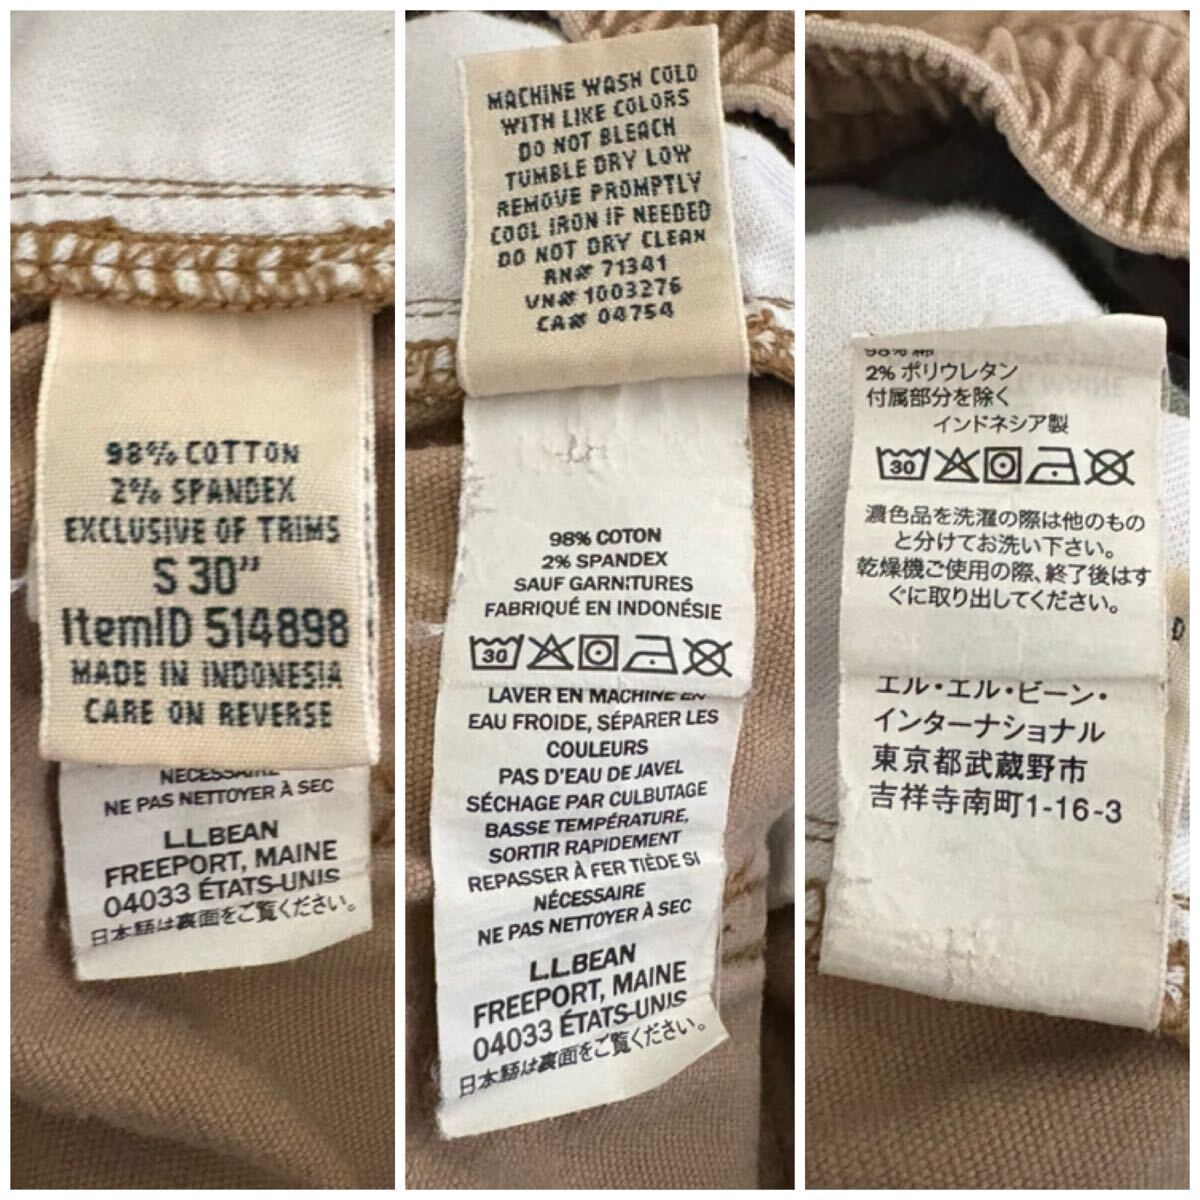 98% COTTON
2% SPANDEX
EXCLUSIVE OF TRIMS
S 30"
ItemID 514898
MADE IN INDONESIA
CARE ON REVERSE
NÉCESSAIRE
NE PAS NETTOYER À SEC
L.L.BEAN
FREEPORT, MAINE
04033 ÉTATS-UNIS
日本語は裏面をご覧ください。
MACHINE WASH COLD
WITH LIKE COLORS
DO NOT BLEACH
TUMBLE DRY LOW
REMOVE PROMPTLY
COOL IRON IF NEEDED
DO NOT DRY CLEAN
RN# 71341
VN# 1003276
CA# 04754
98% COTON
2% SPANDEX
SAUF GARNITURES
FABRIQUÉ EN INDONÉSIE
30
LAVER EN MACHINE EN
EAU FROIDE, SÉPARER LES
COULEURS
PAS D'EAU DE JAVEL
SÉCHAGE PAR CULBUTAGE
BASSE TEMPÉRATURE,
SORTIR RAPIDEMENT
REPASSER À FER TIÈDE SI
NÉCESSAIRE
NE PAS NETTOYER À SEC
L.L.BEAN
FREEPORT, MAINE
04033 ÉTATS-UNIS
日本語は裏面をご覧ください。
98% 綿
2% ポリウレタン
付属部分を除く
インドネシア製
30
濃色品を洗濯の際は他のもの
と分けてお洗い下さい。
乾燥機ご使用の際、終了後はす
ぐに取り出してください。
エル・エル・ビーン・
インターナショナル
東京都武蔵野市
吉祥寺南町1-16-3